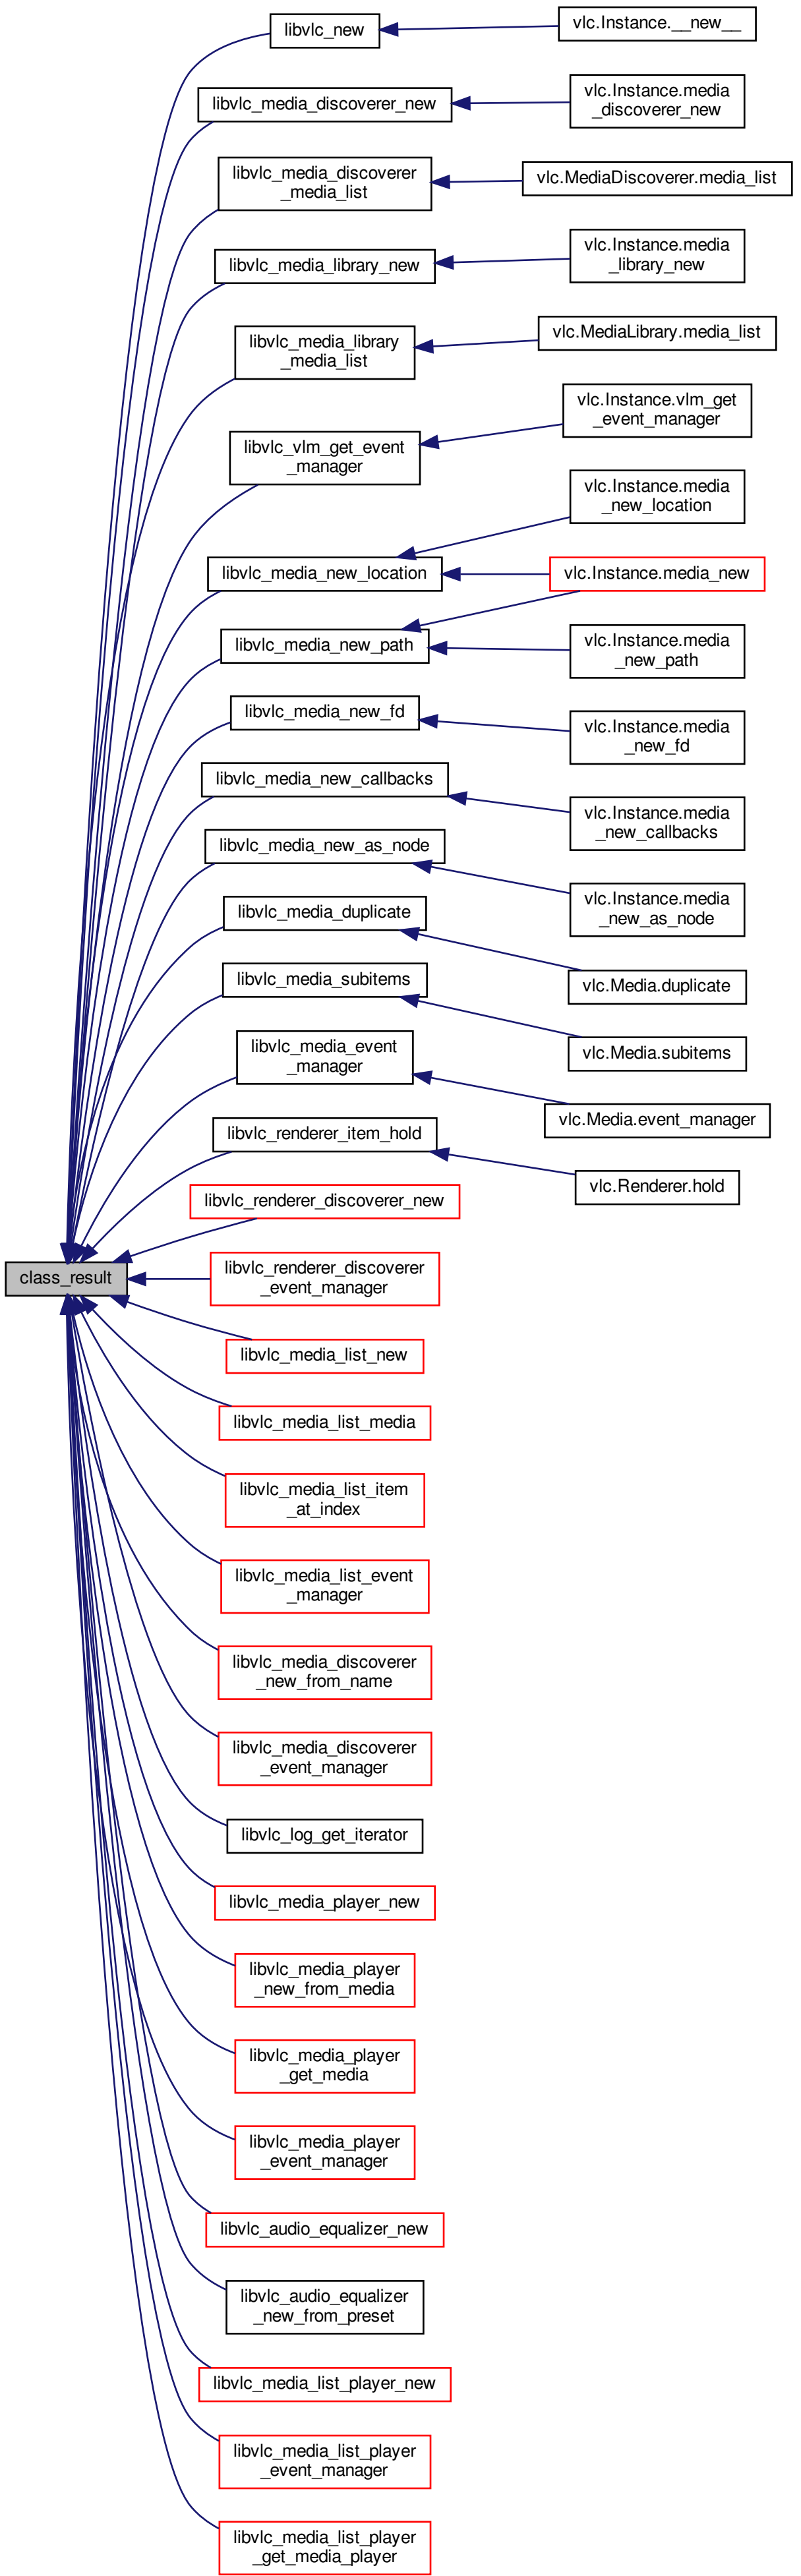 libvlc_new
vlc.Instance.__new__
libvlc_media_discoverer_new
vlc.Instance.media
_discoverer_new
libvlc_media_discoverer
_media_list
vlc.MediaDiscoverer.media_list
libvlc_media_library_new
vlc.Instance.media
_library_new
libvlc_media_library
_media_list
vlc.MediaLibrary.media_list
libvlc_vlm_get_event
_manager
vlc.Instance.vlm_get
_event_manager
vlc.Instance.media
_new_location
libvlc_media_new_location
vlc.Instance.media_new
libvlc_media_new_path
vlc.Instance.media
_new_path
libvlc_media_new_fd
vlc.Instance.media
_new_fd
libvlc_media_new_callbacks
vlc.Instance.media
_new_callbacks
libvlc_media_new_as_node
vlc.Instance.media
_new_as_node
libvlc_media_duplicate
vlc.Media.duplicate
libvlc_media_subitems
vlc.Media.subitems
libvlc_media_event
_manager
vlc.Media.event_manager
libvlc_renderer_item_hold
vlc.Renderer.hold
libvlc_renderer_discoverer_new
class_result
libvlc_renderer_discoverer
_event_manager
libvlc_media_list_new
libvlc_media_list_media
libvlc_media_list_item
_at_index
libvlc_media_list_event
_manager
libvlc_media_discoverer
_new_from_name
libvlc_media_discoverer
_event_manager
libvlc_log_get_iterator
libvlc_media_player_new
libvlc_media_player
_new_from_media
libvlc_media_player
_get_media
libvlc_media_player
_event_manager
libvlc_audio_equalizer_new
libvlc_audio_equalizer
_new_from_preset
libvlc_media_list_player_new
libvlc_media_list_player
_event_manager
libvlc_media_list_player
_get_media_player